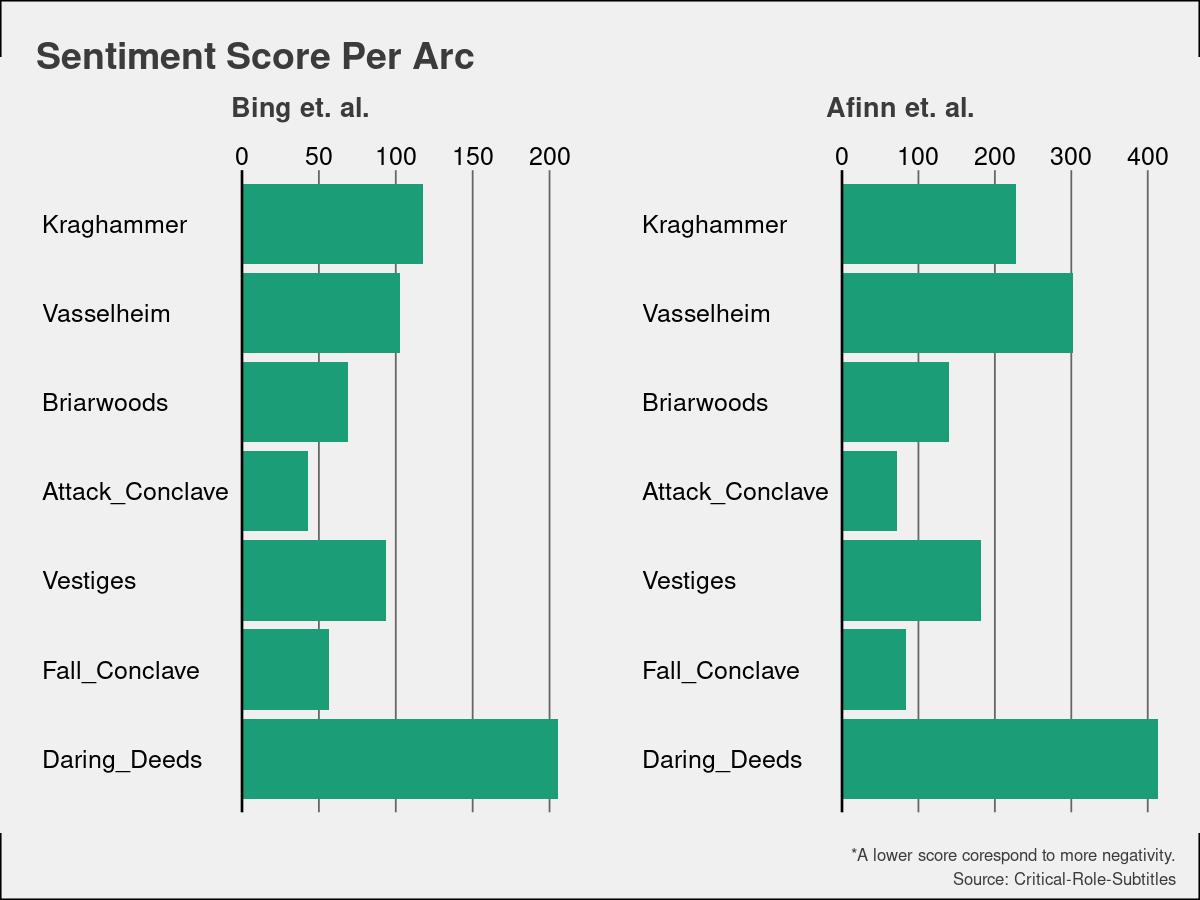 Sentiment Score Per Arc
Bing et. al.
0 50 100 150 200
Kraghammer
Vasselheim
Briarwoods
Attack_Conclave
Vestiges
Fall_Conclave
Daring_Deeds
Afinn et. al.
0 100 200 300 400
Kraghammer
Vasselheim
Briarwoods
Attack_Conclave
Vestiges
Fall_Conclave
Daring_Deeds
*A lower score corespond to more negativity.
Source: Critical-Role-Subtitles